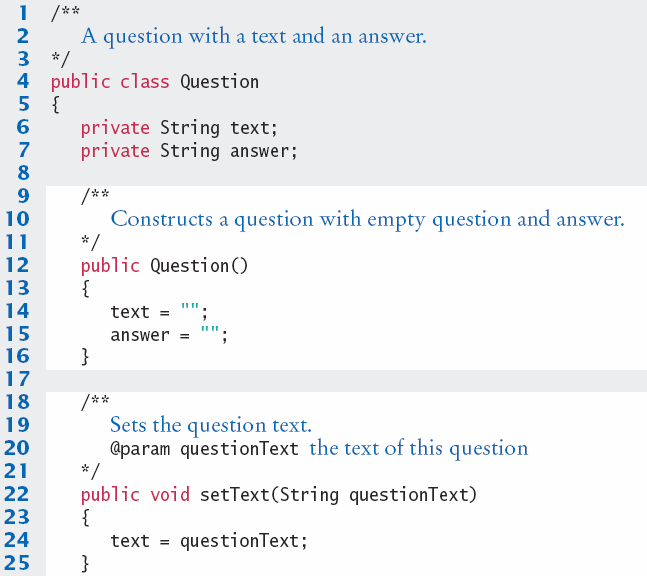 1 /**
2 A question with a text and an answer.
3 */
4 public class Question
5 {
6 private String text;
7 private String answer;
8
9 /**
10 Constructs a question with empty question and answer.
11 */
12 public Question()
13 {
14 text = "";
15 answer = "";
16 }
17
18 /**
19 Sets the question text.
20 @param questionText the text of this question
21 */
22 public void setText(String questionText)
23 {
24 text = questionText;
25 }